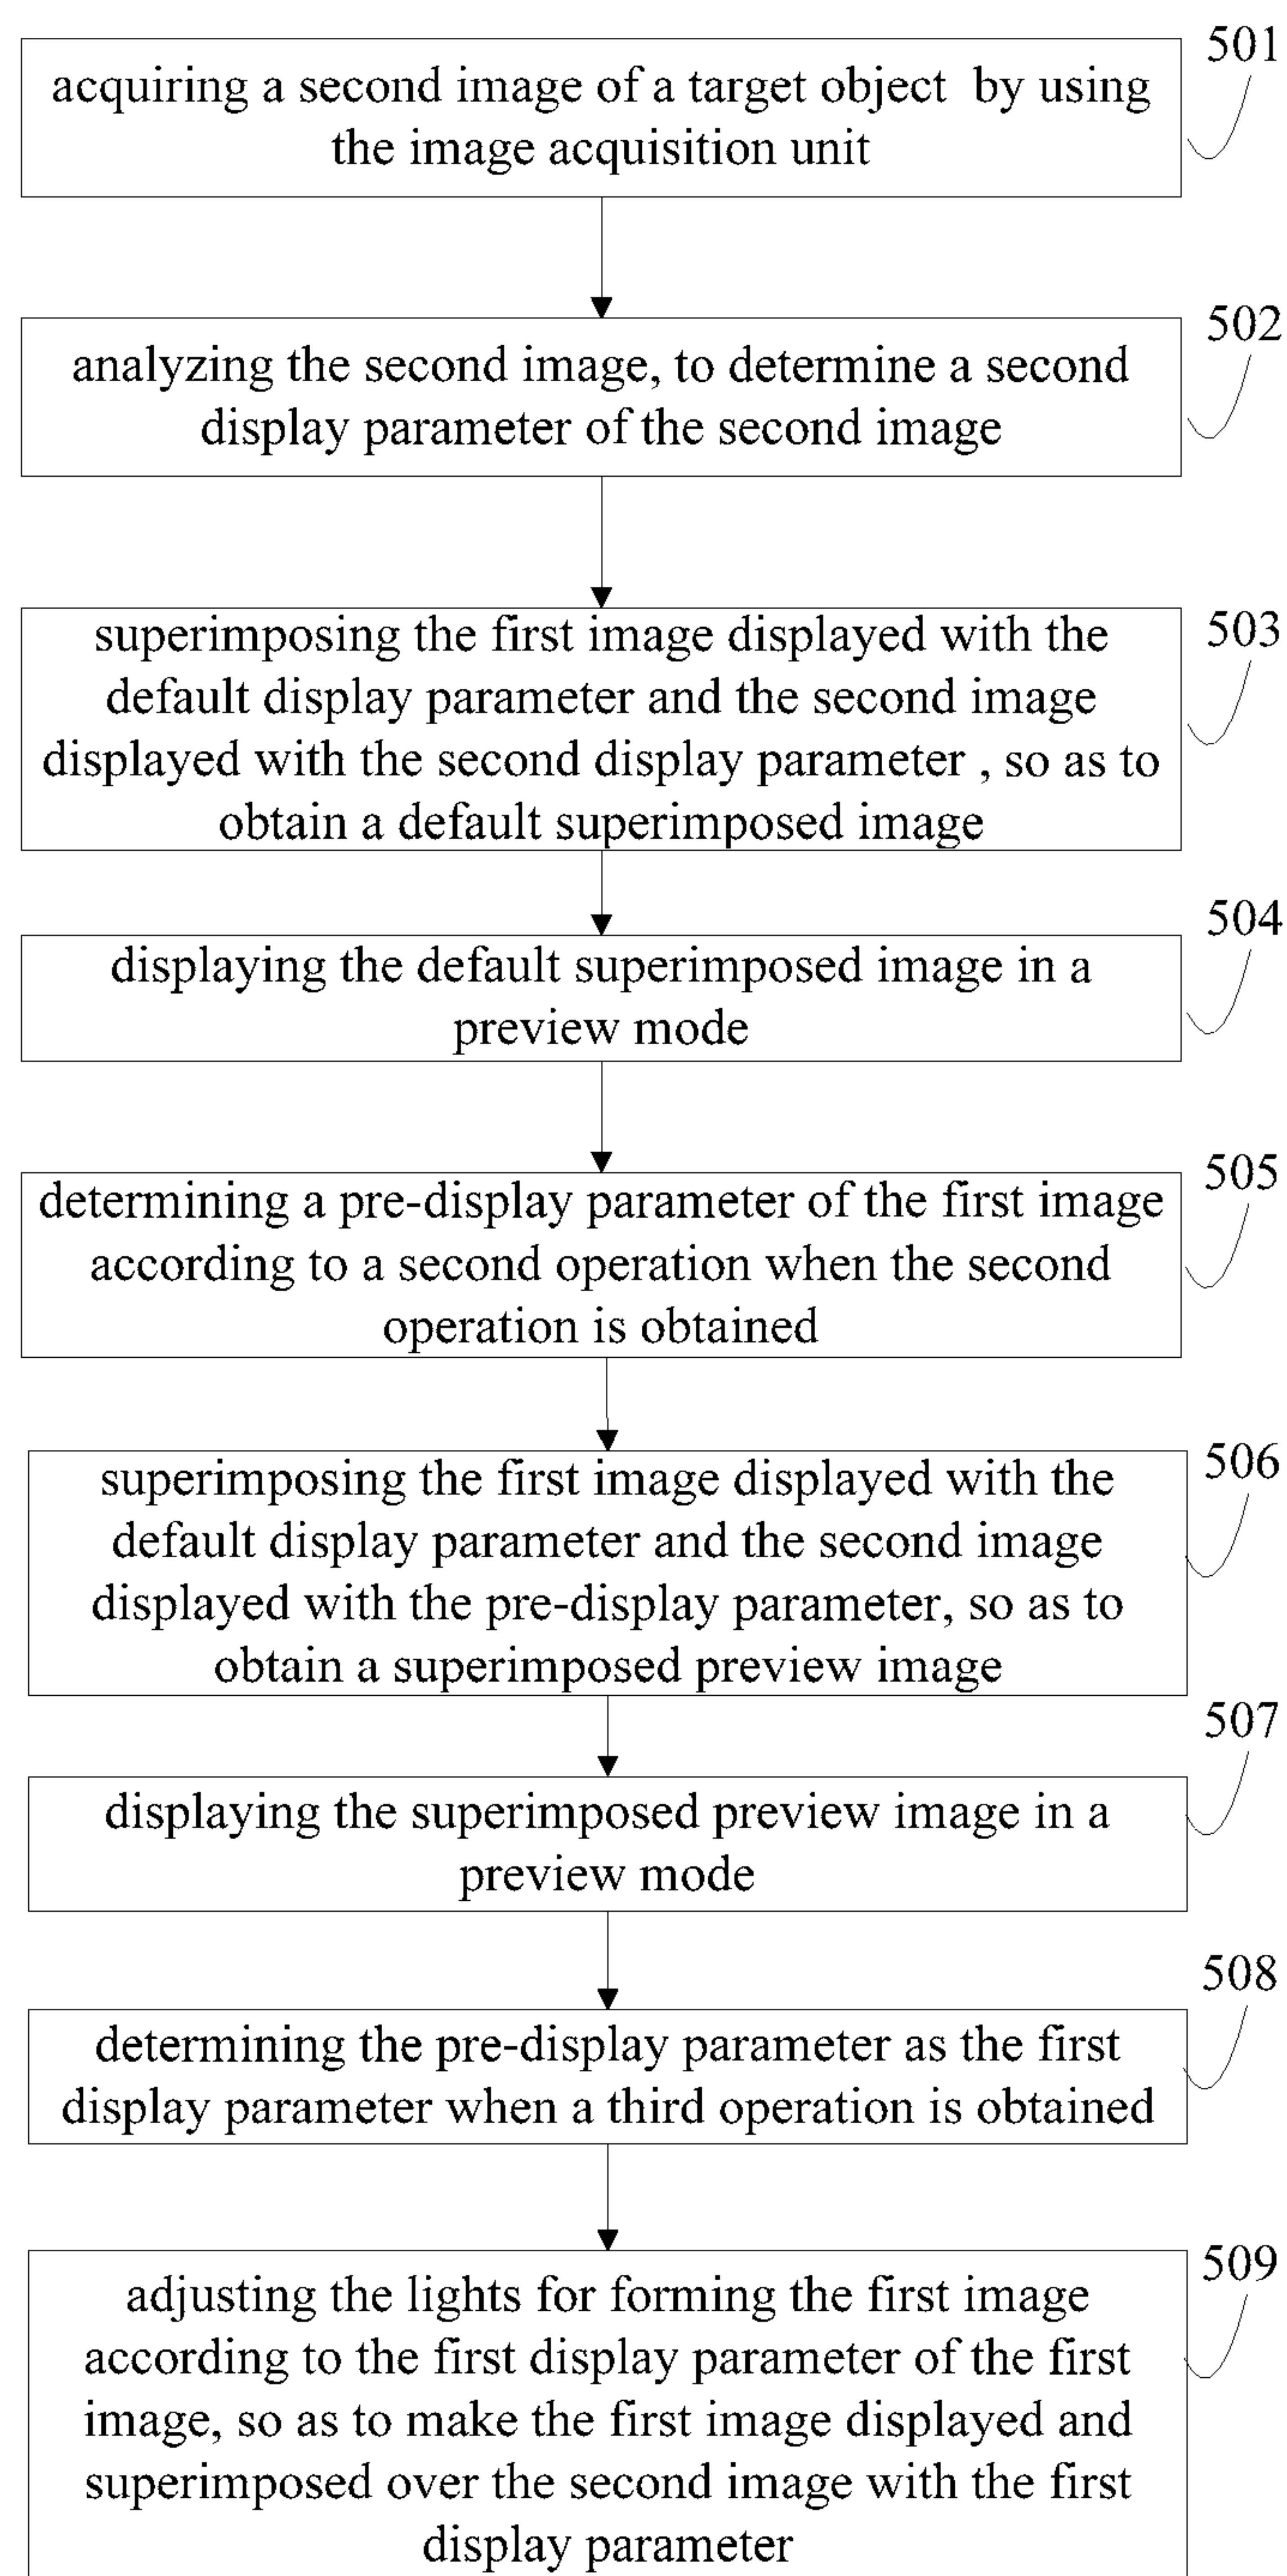 501
acquiring a second image of a target object by using
the image acquisition unit
502
analyzing the second image, to determine a second
display parameter of the second image
503
superimposing the first image displayed with the
default display parameter and the second image
displayed with the second display parameter , so as to
obtain a default superimposed image
504
displaying the default superimposed image in a
preview mode
505
determining a pre-display parameter of the first image
according to a second operation when the second
operation is obtained
506
superimposing the first image displayed with the
default display parameter and the second image
displayed with the pre-display parameter, so as to
obtain a superimposed preview image
507
displaying the superimposed preview image in a
preview mode
508
determining the pre-display parameter as the first
display parameter when a third operation is obtained
509
adjusting the lights for forming the first image
according to the first display parameter of the first
image, so as to make the first image displayed and
superimposed over the second image with the first
display parameter